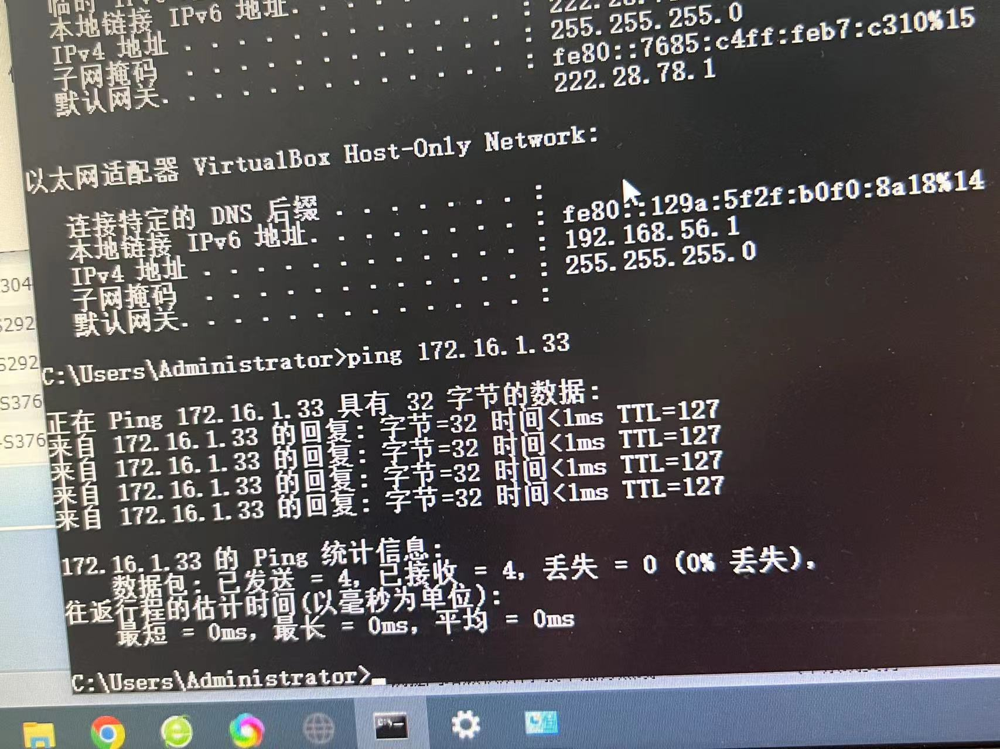 本地链接 IPv6 地址. . . . . . . . :
IPv4 地址 . . . . . . . . . . . . :
子网掩码 . . . . . . . . . . . . : 255.255.255.0
默认网关. . . . . . . . . . . . . : fe80::7685:c4ff:feb7:c310%15
222.28.78.1
以太网适配器 VirtualBox Host-Only Network:
连接特定的 DNS 后缀 . . . . . . . :
本地链接 IPv6 地址. . . . . . . . : fe80::129a:5f2f:b0f0:8a18%14
IPv4 地址 . . . . . . . . . . . . : 192.168.56.1
子网掩码 . . . . . . . . . . . . : 255.255.255.0
默认网关. . . . . . . . . . . . . :
C:\Users\Administrator>ping 172.16.1.33
正在 Ping 172.16.1.33 具有 32 字节的数据:
来自 172.16.1.33 的回复: 字节=32 时间<1ms TTL=127
来自 172.16.1.33 的回复: 字节=32 时间<1ms TTL=127
来自 172.16.1.33 的回复: 字节=32 时间<1ms TTL=127
来自 172.16.1.33 的回复: 字节=32 时间<1ms TTL=127
172.16.1.33 的 Ping 统计信息:
数据包: 已发送 = 4, 已接收 = 4, 丢失 = 0 (0% 丢失),
往返行程的估计时间(以毫秒为单位):
最短 = 0ms, 最长 = 0ms, 平均 = 0ms
C:\Users\Administrator>
304
S292
S292
S376
-S376